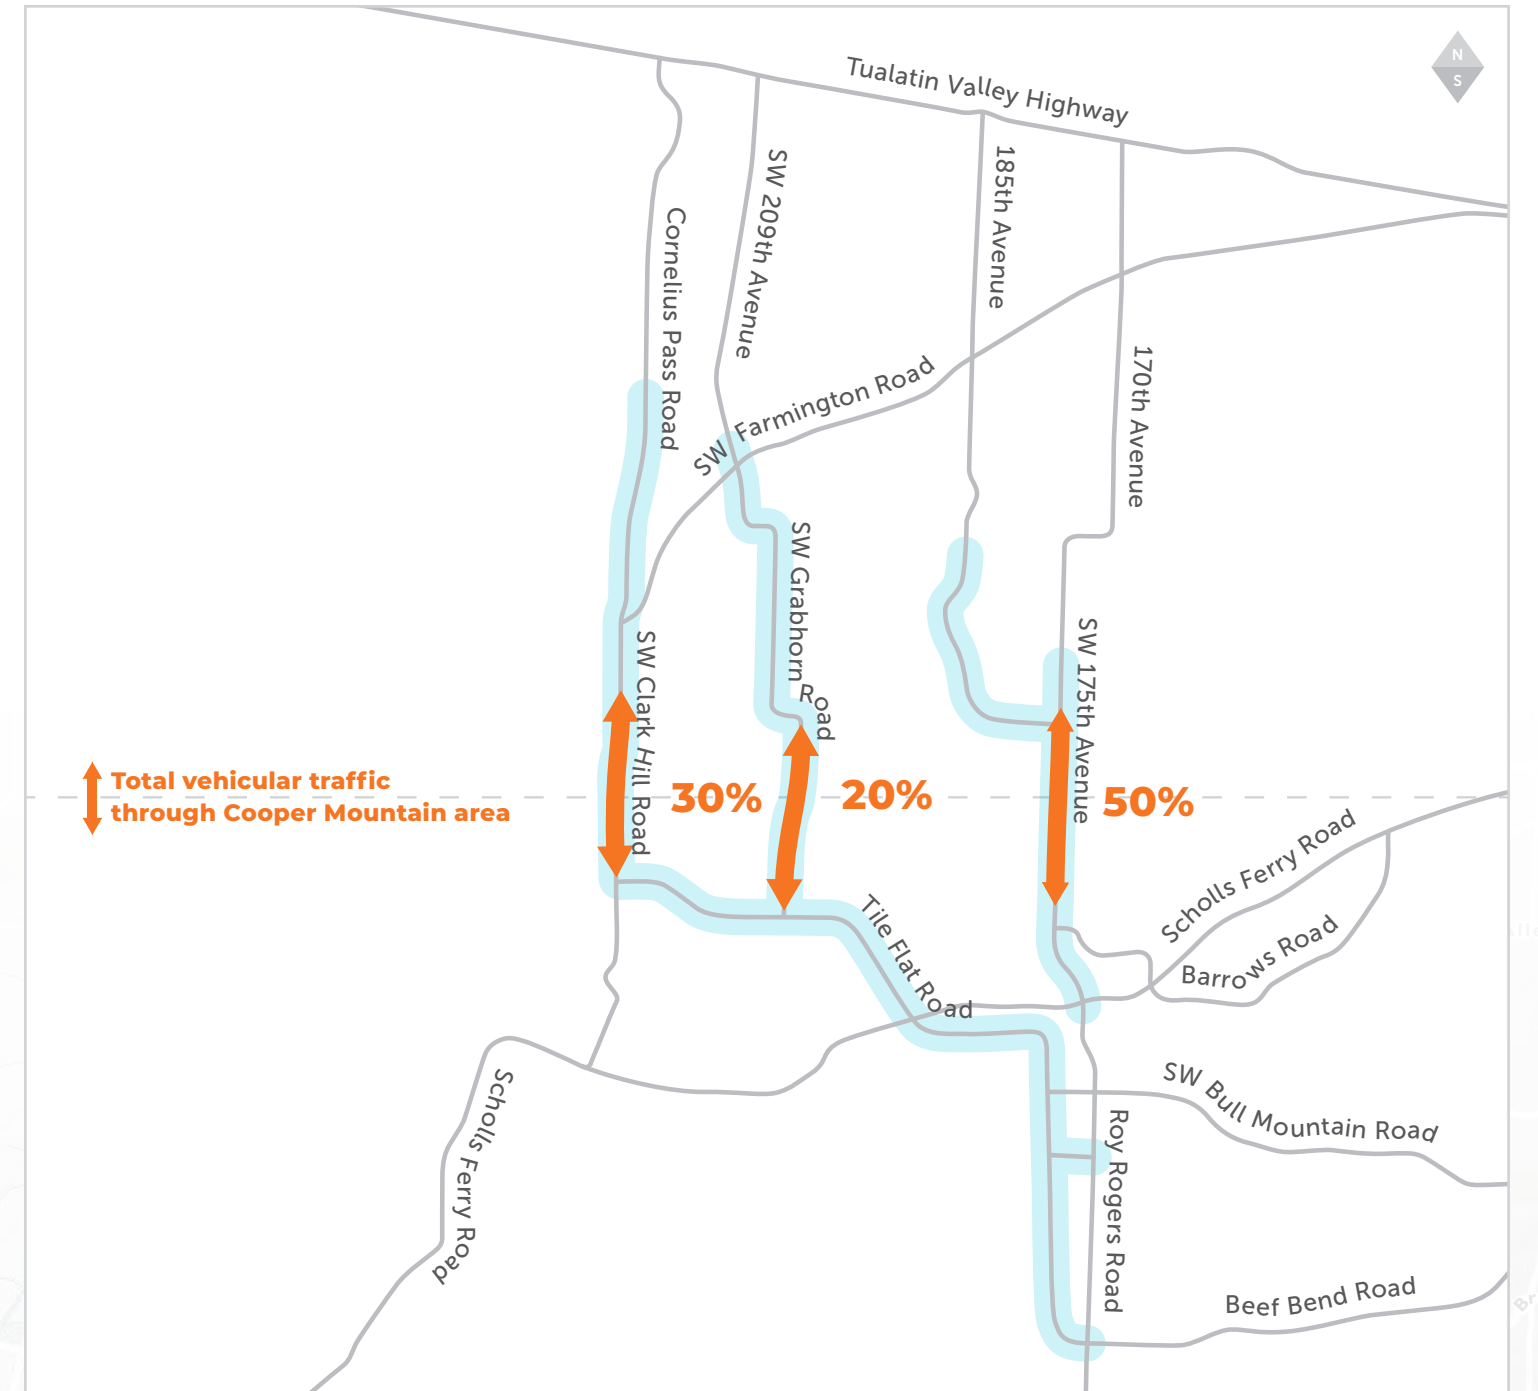 N
S
Tualatin Valley Highway
SW 209th Avenue
185th Avenue
Cornelius Pass Road
170th Avenue
SW Farmington Road
SW Grabhorn Road
SW Clark Hill Road
SW 175th Avenue
Total vehicular traffic
through Cooper Mountain area
30%
20%
50%
Scholls Ferry Road
Tile Flat Road
Barrows Road
SW Bull Mountain Road
Scholls Ferry Road
Roy Rogers Road
Beef Bend Road